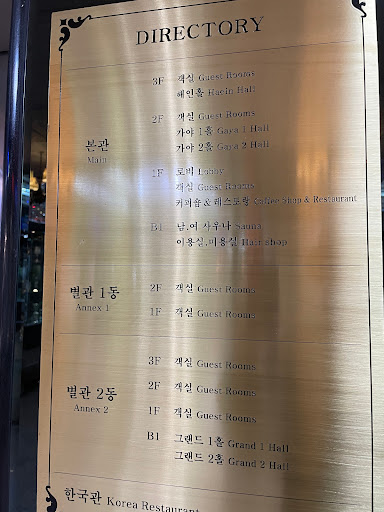 DIRECTORY
본관
Main
3F 객실 Guest Rooms
해인홀 Haein Hall
2F 객실 Guest Rooms
가야 1홀 Gaya 1 Hall
가야 2홀 Gaya 2 Hall
1F 로비 Lobby
객실 Guest Rooms
커피숍 & 레스토랑 Coffee Shop & Restaurant
B1 남,여 사우나 Sauna
이용실,미용실 Hair shop
별관 1동
Annex 1
2F 객실 Guest Rooms
1F 객실 Guest Rooms
별관 2동
Annex 2
3F 객실 Guest Rooms
2F 객실 Guest Rooms
1F 객실 Guest Rooms
B1 그랜드 1홀 Grand 1 Hall
그랜드 2홀 Grand 2 Hall
한국관 Korea Restaurant